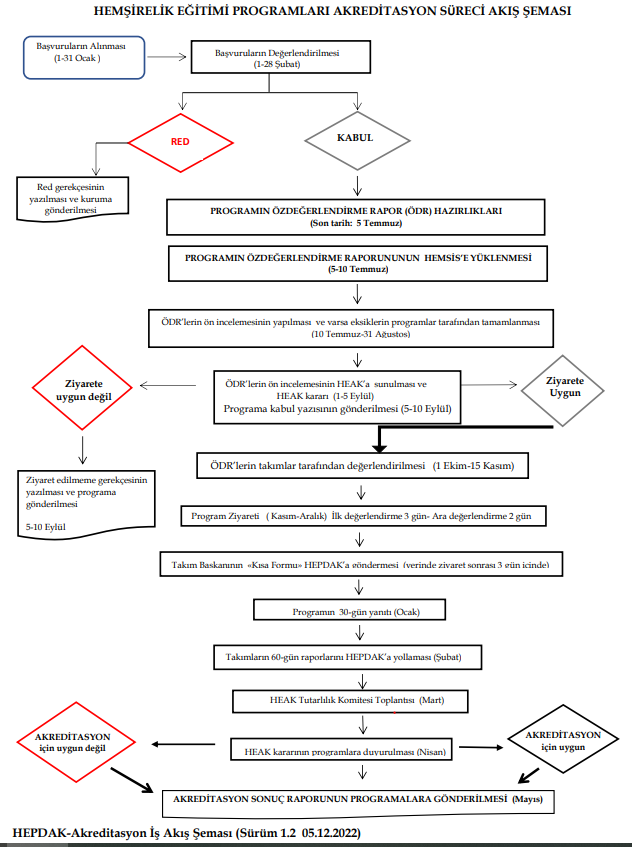 HEMŞİRELİK EĞİTİMİ PROGRAMLARI AKREDİTASYON SÜRECİ AKIŞ ŞEMASI
Başvuruların Alınması
(1-31 Ocak )
Başvuruların Değerlendirilmesi
(1-28 Şubat)
RED
KABUL
Red gerekçesinin
yazılması ve kuruma
gönderilmesi
PROGRAMIN ÖZDEĞERLENDİRME RAPOR (ÖDR) HAZIRLIKLARI
(Son tarih: 5 Temmuz)
PROGRAMIN ÖZDEĞERLENDİRME RAPORUNUNUN HEMSİS'E YÜKLENMESİ
(5-10 Temmuz)
ÖDR'lerin ön incelemesinin yapılması ve varsa eksiklerin programlar tarafından tamamlanması
(10 Temmuz-31 Ağustos)
Ziyarete
uygun değil
ÖDR'lerin ön incelemesinin HEAK'a sunulması ve
HEAK kararı (1-5 Eylül)
Programa kabul yazısının gönderilmesi (5-10 Eylül)
Ziyarete
Uygun
ÖDR'lerin takımlar tarafından değerlendirilmesi (1 Ekim-15 Kasım)
Ziyaret edilmeme gerekçesinin
yazılması ve programa
gönderilmesi
5-10 Eylül
Program Ziyareti ( Kasım-Aralık) İlk değerlendirme 3 gün- Ara değerlendirme 2 gün
Takım Başkanının «Kısa Formu» HEPDAK'a göndermesi (yerinde ziyaret sonrası 3 gün içinde)
Programın 30-gün yanıtı (Ocak)
Takımların 60-gün raporlarını HEPDAK'a yollaması (Şubat)
HEAK Tutarlılık Komitesi Toplantısı (Mart)
AKREDİTASYON
için uygun değil
HEAK kararının programlara duyurulması (Nisan)
AKREDİTASYON
için uygun
AKREDİTASYON SONUÇ RAPORUNUN PROGRAMALARA GÖNDERİLMESİ (Mayıs)
HEPDAK-Akreditasyon İş Akış Şeması (Sürüm 1.2 05.12.2022)